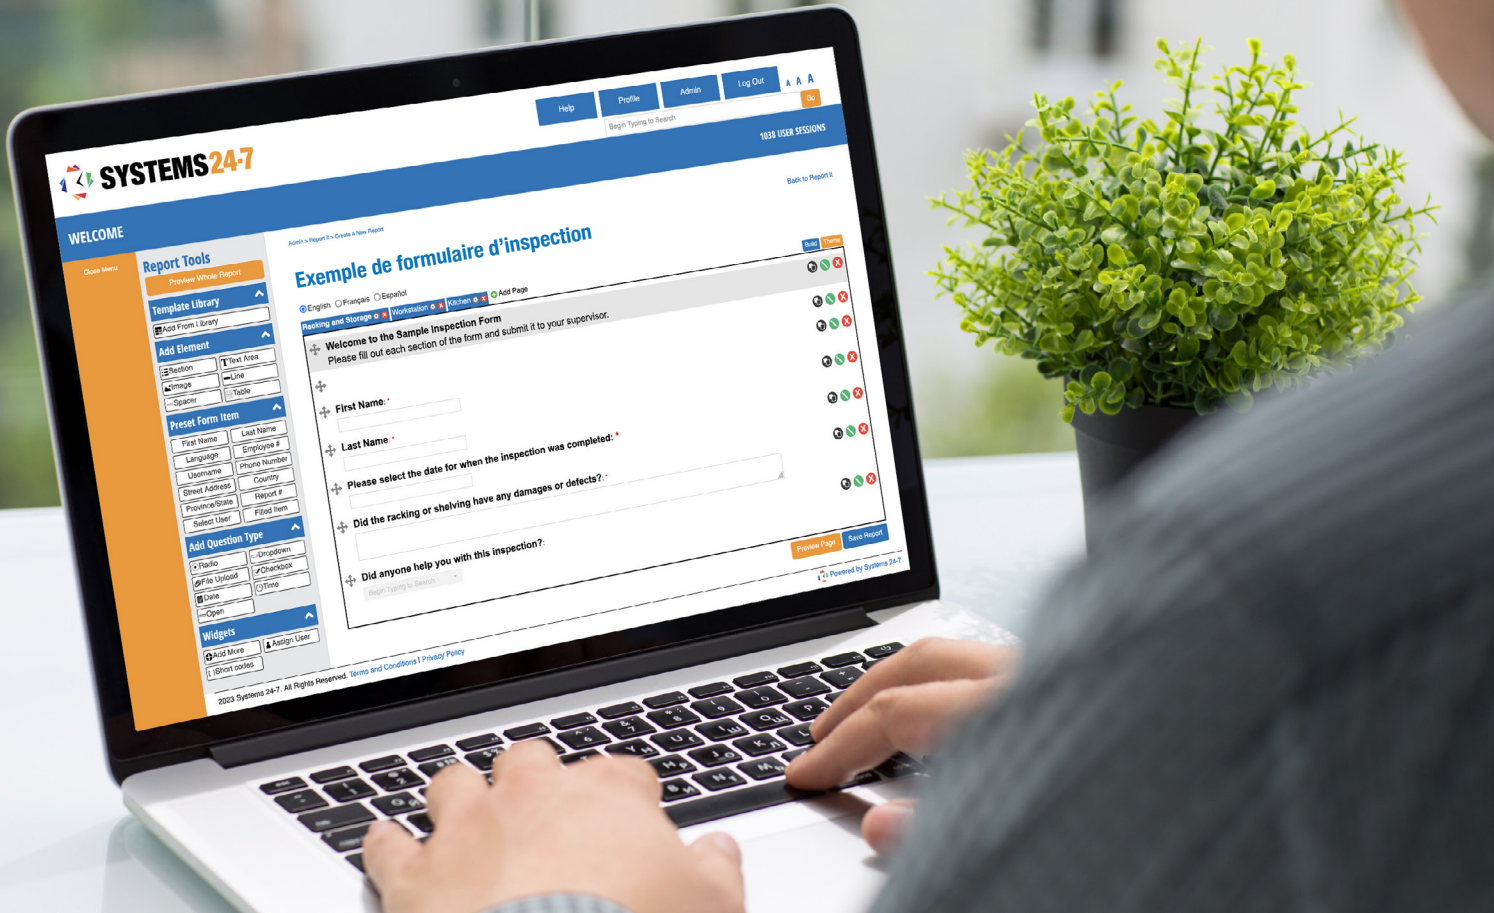 Help
Profile
Admin
Log Out
A A A
Begin Typing to Search
Go
SYSTEMS24-7
1038 USER SESSIONS
WELCOME
Back to Report It
Close Menu
Report Tools
Preview Whole Report
Template Library
Add From Library
Add Element
Section
Text Area
Image
Line
Spacer
Table
Preset Form Item
First Name
Last Name
Language
Employee #
Username
Phone Number
Street Address
Country
Province/State
Report #
Select User
Filled Item
Add Question Type
Radio
Dropdown
File Upload
Checkbox
Date
Time
Open
Widgets
Add More
Assign User
Short codes
Admin > Report It > Create a New Report
Exemple de formulaire d'inspection
Build
Theme
English Français Español
Racking and Storage
Workstation
Kitchen
Add Page
Welcome to the Sample Inspection Form
Please fill out each section of the form and submit it to your supervisor.
First Name: *
Last Name: *
Please select the date for when the inspection was completed: *
Did the racking or shelving have any damages or defects?: *
Did anyone help you with this inspection?:
Begin Typing to Search
Preview Page
Save Report
Powered by Systems 24-7
2023 Systems 24-7. All Rights Reserved. Terms and Conditions | Privacy Policy